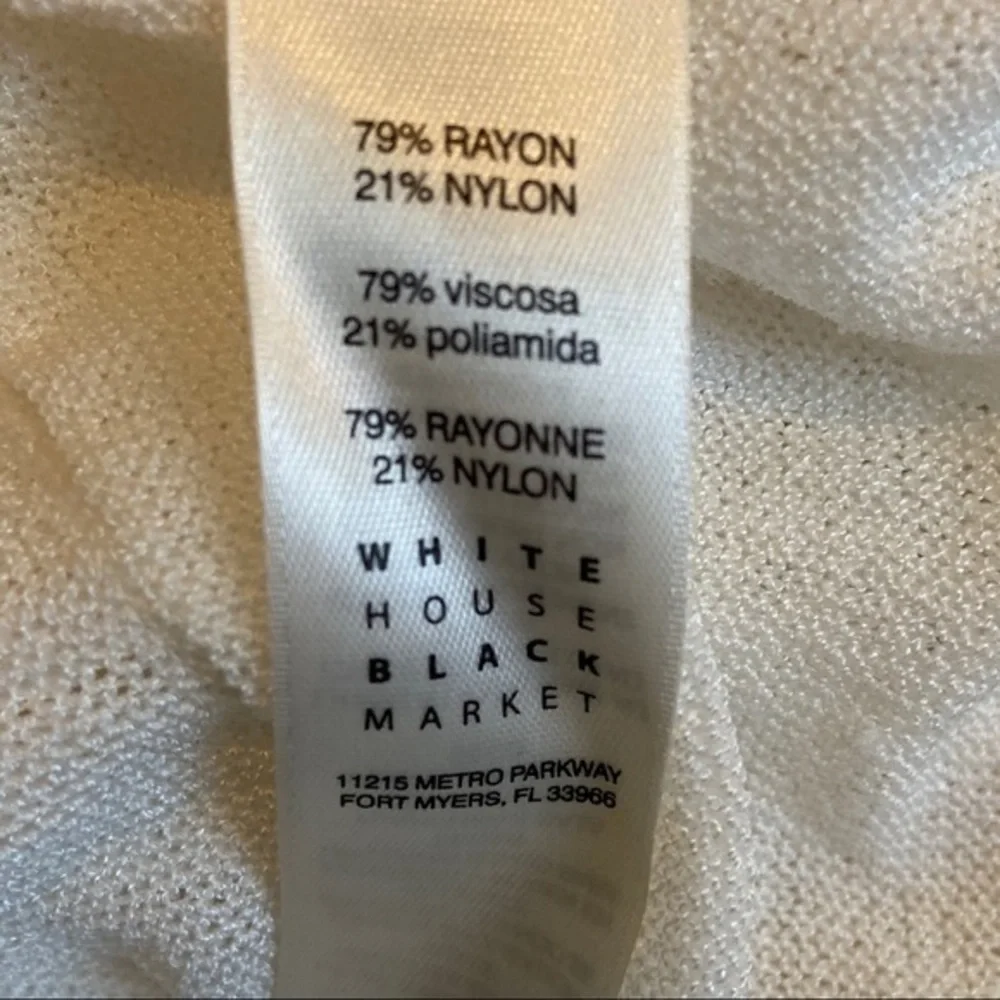 79% RAYON
21% NYLON
79% viscosa
21% poliamida
79% RAYONNE
21% NYLON
WHITE
HOUSE
BLACK
MARKET
11215 METRO PARKWAY
FORT MYERS, FL 33966